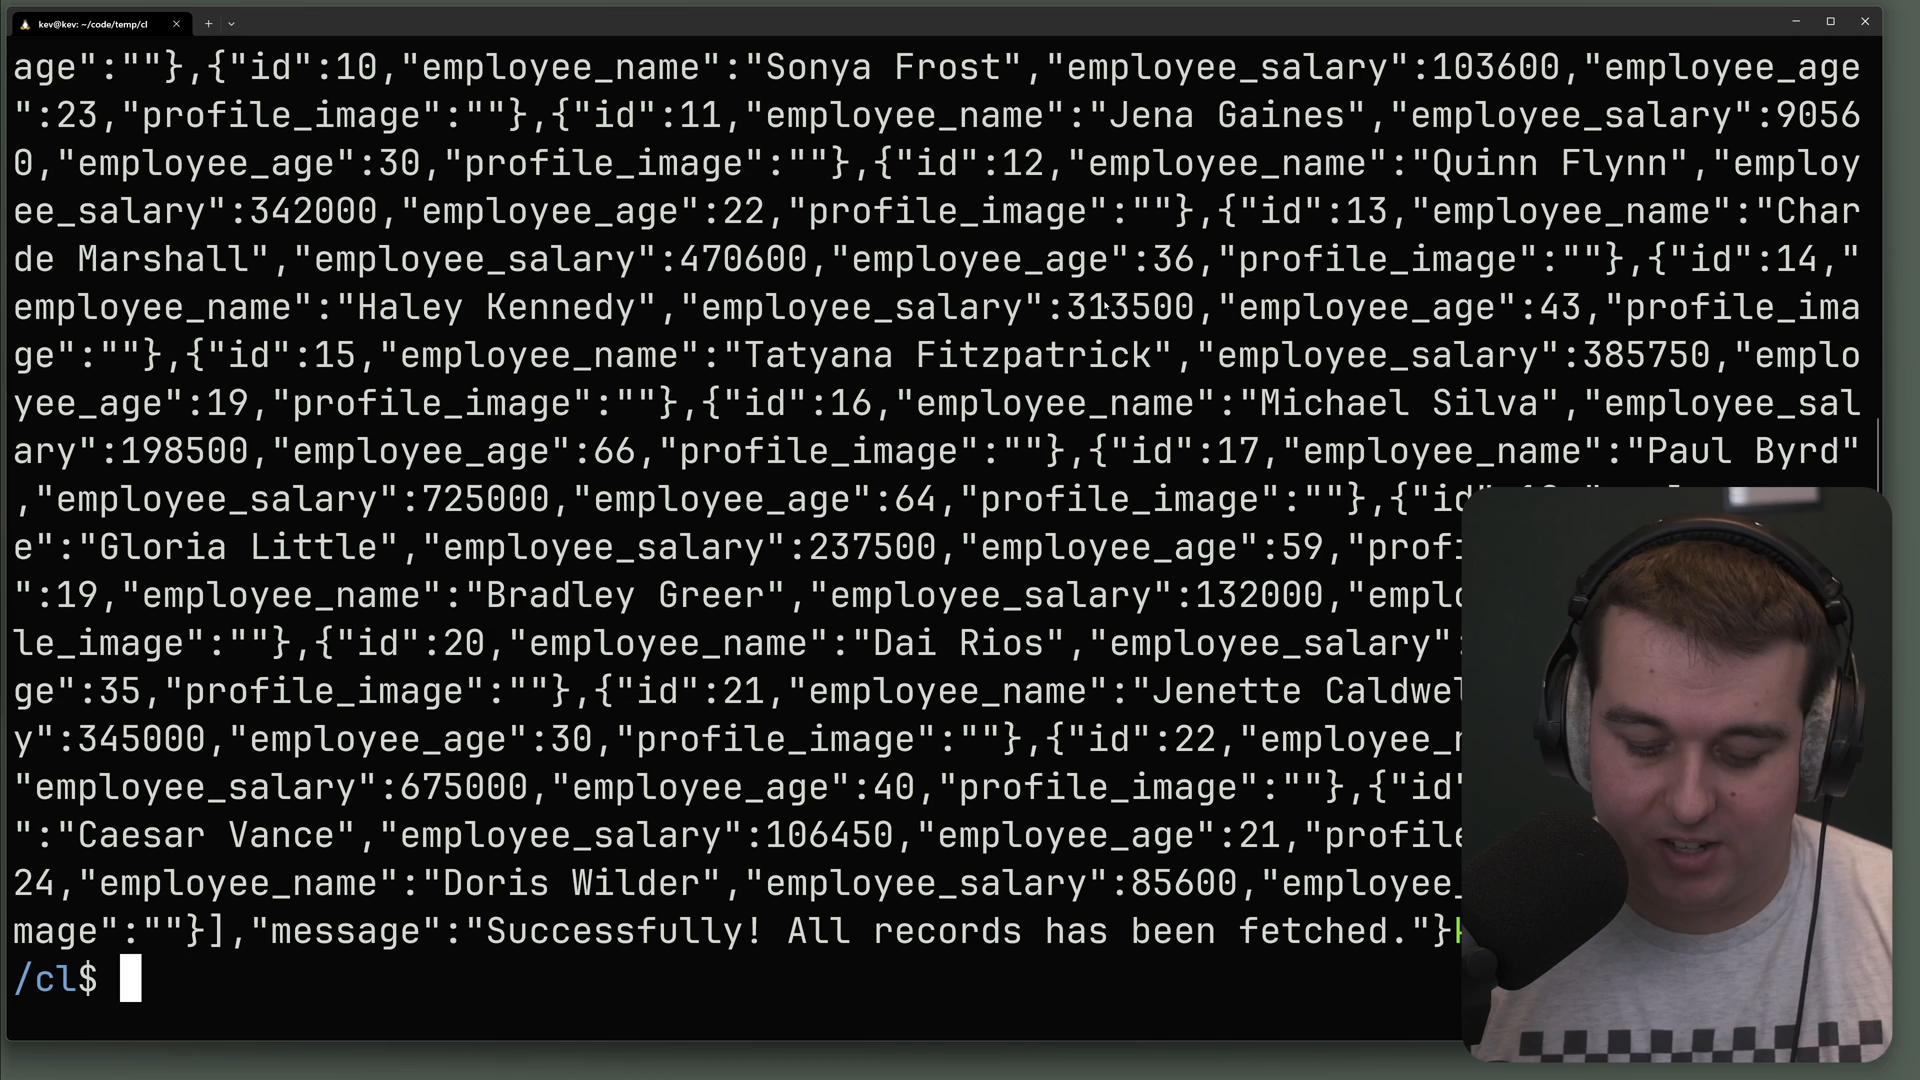 kev@kev: ~/code/temp/cl
age":""},{"id":10,"employee_name":"Sonya Frost","employee_salary":103600,"employee_age
":23,"profile_image":""},{"id":11,"employee_name":"Jena Gaines","employee_salary":9056
0,"employee_age":30,"profile_image":""},{"id":12,"employee_name":"Quinn Flynn","employ
ee_salary":342000,"employee_age":22,"profile_image":""},{"id":13,"employee_name":"Char
de Marshall","employee_salary":470600,"employee_age":36,"profile_image":""},{"id":14,"
employee_name":"Haley Kennedy","employee_salary":313500,"employee_age":43,"profile_ima
ge":""},{"id":15,"employee_name":"Tatyana Fitzpatrick","employee_salary":385750,"emplo
yee_age":19,"profile_image":""},{"id":16,"employee_name":"Michael Silva","employee_sal
ary":198500,"employee_age":66,"profile_image":""},{"id":17,"employee_name":"Paul Byrd"
,"employee_salary":725000,"employee_age":64,"profile_image":""},{"id
e":"Gloria Little","employee_salary":237500,"employee_age":59,"prof
":19,"employee_name":"Bradley Greer","employee_salary":132000,"empl
le_image":""},{"id":20,"employee_name":"Dai Rios","employee_salary"
ge":35,"profile_image":""},{"id":21,"employee_name":"Jenette Caldwe
y":345000,"employee_age":30,"profile_image":""},{"id":22,"employee_
"employee_salary":675000,"employee_age":40,"profile_image":""},{"id"
":"Caesar Vance","employee_salary":106450,"employee_age":21,"profil
24,"employee_name":"Doris Wilder","employee_salary":85600,"employee_
mage":""}],"message":"Successfully! All records has been fetched."}
/cl$